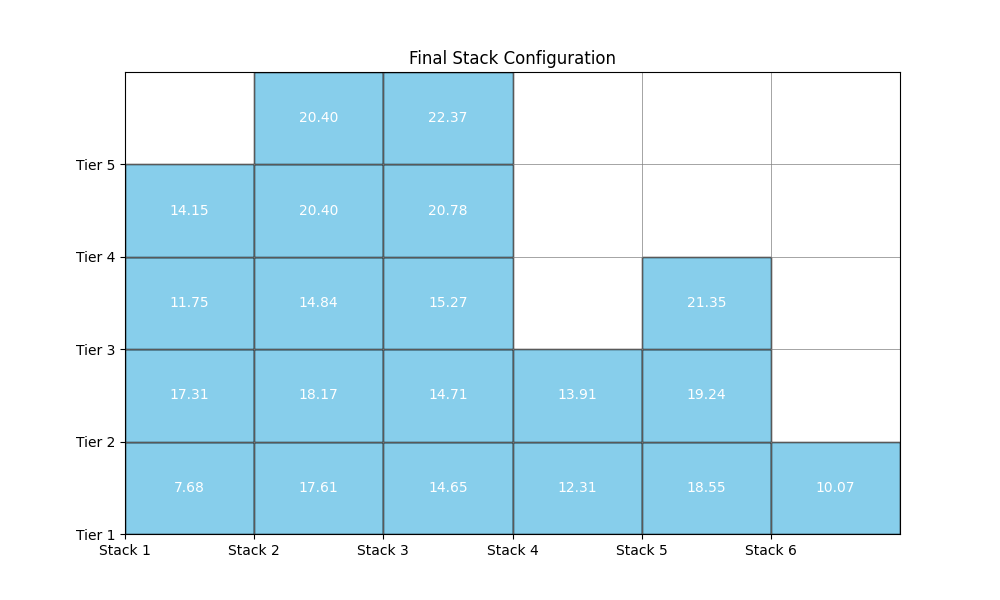 Final Stack Configuration
20.40 22.37
Tier 5
14.15 20.40 20.78
Tier 4
11.75 14.84 15.27 21.35
Tier 3
17.31 18.17 14.71 13.91 19.24
Tier 2
7.68 17.61 14.65 12.31 18.55 10.07
Tier 1
Stack 1 Stack 2 Stack 3 Stack 4 Stack 5 Stack 6